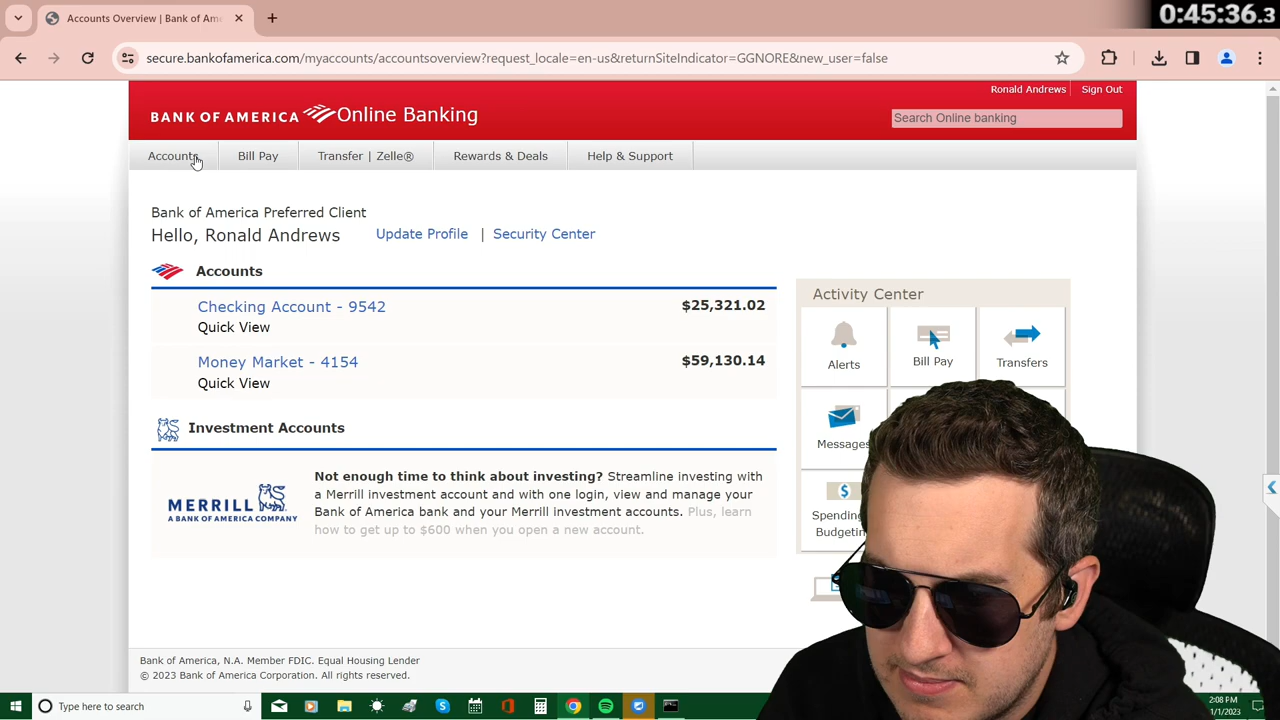 0:45:36.3
Accounts Overview | Bank of Am
secure.bankofamerica.com/myaccounts/accountsoverview?request_locale=en-us&returnSiteIndicator=GGNORE&new_user=false
Ronald Andrews | Sign Out
BANK OF AMERICA Online Banking
Search Online banking
Accounts
Bill Pay
Transfer | Zelle®
Rewards & Deals
Help & Support
Bank of America Preferred Client
Hello, Ronald Andrews
Update Profile | Security Center
Accounts
Checking Account - 9542 $25,321.02
Quick View
Money Market - 4154 $59,130.14
Quick View
Investment Accounts
MERRILL
A BANK OF AMERICA COMPANY
Not enough time to think about investing? Streamline investing with
a Merrill investment account and with one login, view and manage your
Bank of America bank and your Merrill investment accounts. Plus, learn
how to get up to $600 when you open a new account.
Activity Center
Alerts
Bill Pay
Transfers
Messages
Spending
Budgeting
Bank of America, N.A. Member FDIC. Equal Housing Lender
© 2023 Bank of America Corporation. All rights reserved.
Type here to search
2:08 PM
1/1/2023